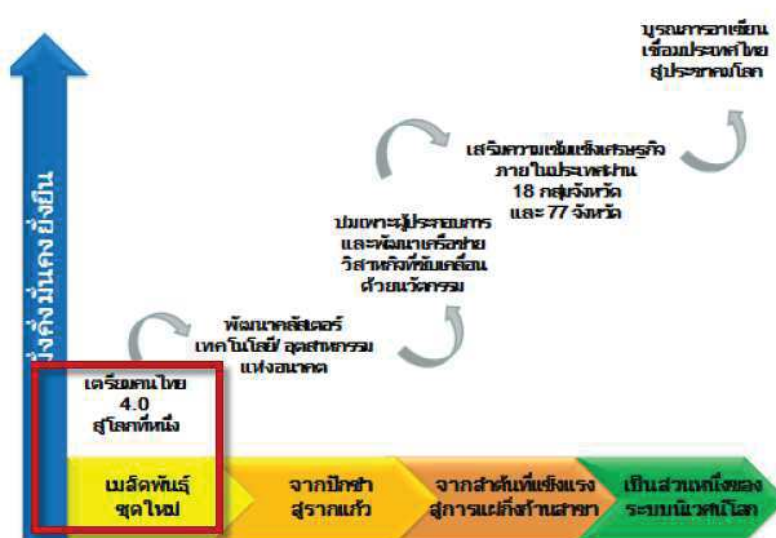 บูรณการอาเซียน
เชื่อมประเทศไทย
สู่ประชาคมโลก
เสริมความเข้มแข็งเศรษฐกิจ
ภายในประเทศผ่าน
18 กลุ่มจังหวัด
และ 77 จังหวัด
บ่มเพาะผู้ประกอบการ
และพัฒนาเครือข่าย
วิสาหกิจที่ขับเคลื่อน
ด้วยนวัตกรรม
พัฒนาคลัสเตอร์
เทคโนโลยี/อุตสาหกรรม
แห่งอนาคต
เตรียมคนไทย
4.0
สู่โลกที่หนึ่ง
มั่งคั่ง มั่นคง ยั่งยืน
เมล็ดพันธุ์
ชุดใหม่
จากปักชำ
สู่รากแก้ว
จากลำต้นที่แข็งแรง
สู่การแผ่กิ่งก้านสาขา
เป็นส่วนหนึ่งของ
ระบบนิเวศน์โลก